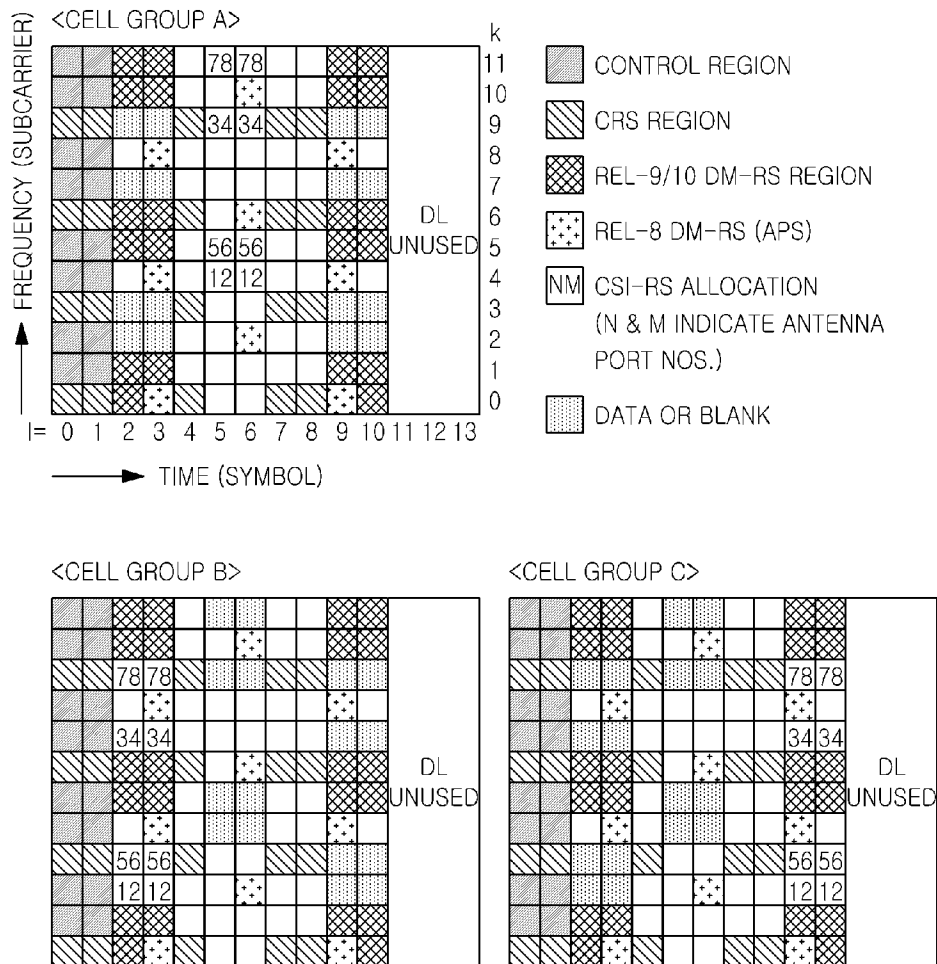 <CELL GROUP A>
FREQUENCY (SUBCARRIER)
k
78 78
11
10
34 34
9
8
7
6
DL
UNUSED
56 56
5
12 12
4
3
2
1
0
l= 0 1 2 3 4 5 6 7 8 9 10 11 12 13
TIME (SYMBOL)
CONTROL REGION
CRS REGION
REL-9/10 DM-RS REGION
REL-8 DM-RS (APS)
NM CSI-RS ALLOCATION
(N & M INDICATE ANTENNA
PORT NOS.)
DATA OR BLANK
<CELL GROUP B>
78 78
34 34
DL
UNUSED
56 56
12 12
<CELL GROUP C>
78 78
34 34
DL
UNUSED
56 56
12 12